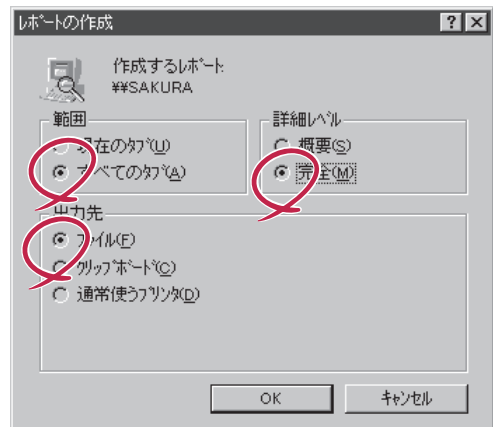 ﾚﾎﾟｰﾄの作成
作成するﾚﾎﾟｰﾄ:
¥¥SAKURA
範囲
現在のﾀﾌﾞ(U)
すべてのﾀﾌﾞ(A)
詳細ﾚﾍﾞﾙ
概要(S)
完全(M)
出力先
ﾌｧｲﾙ(F)
ｸﾘｯﾌﾟﾎﾞｰﾄﾞ(C)
通常使うﾌﾟﾘﾝﾀ(D)
OK
ｷｬﾝｾﾙ